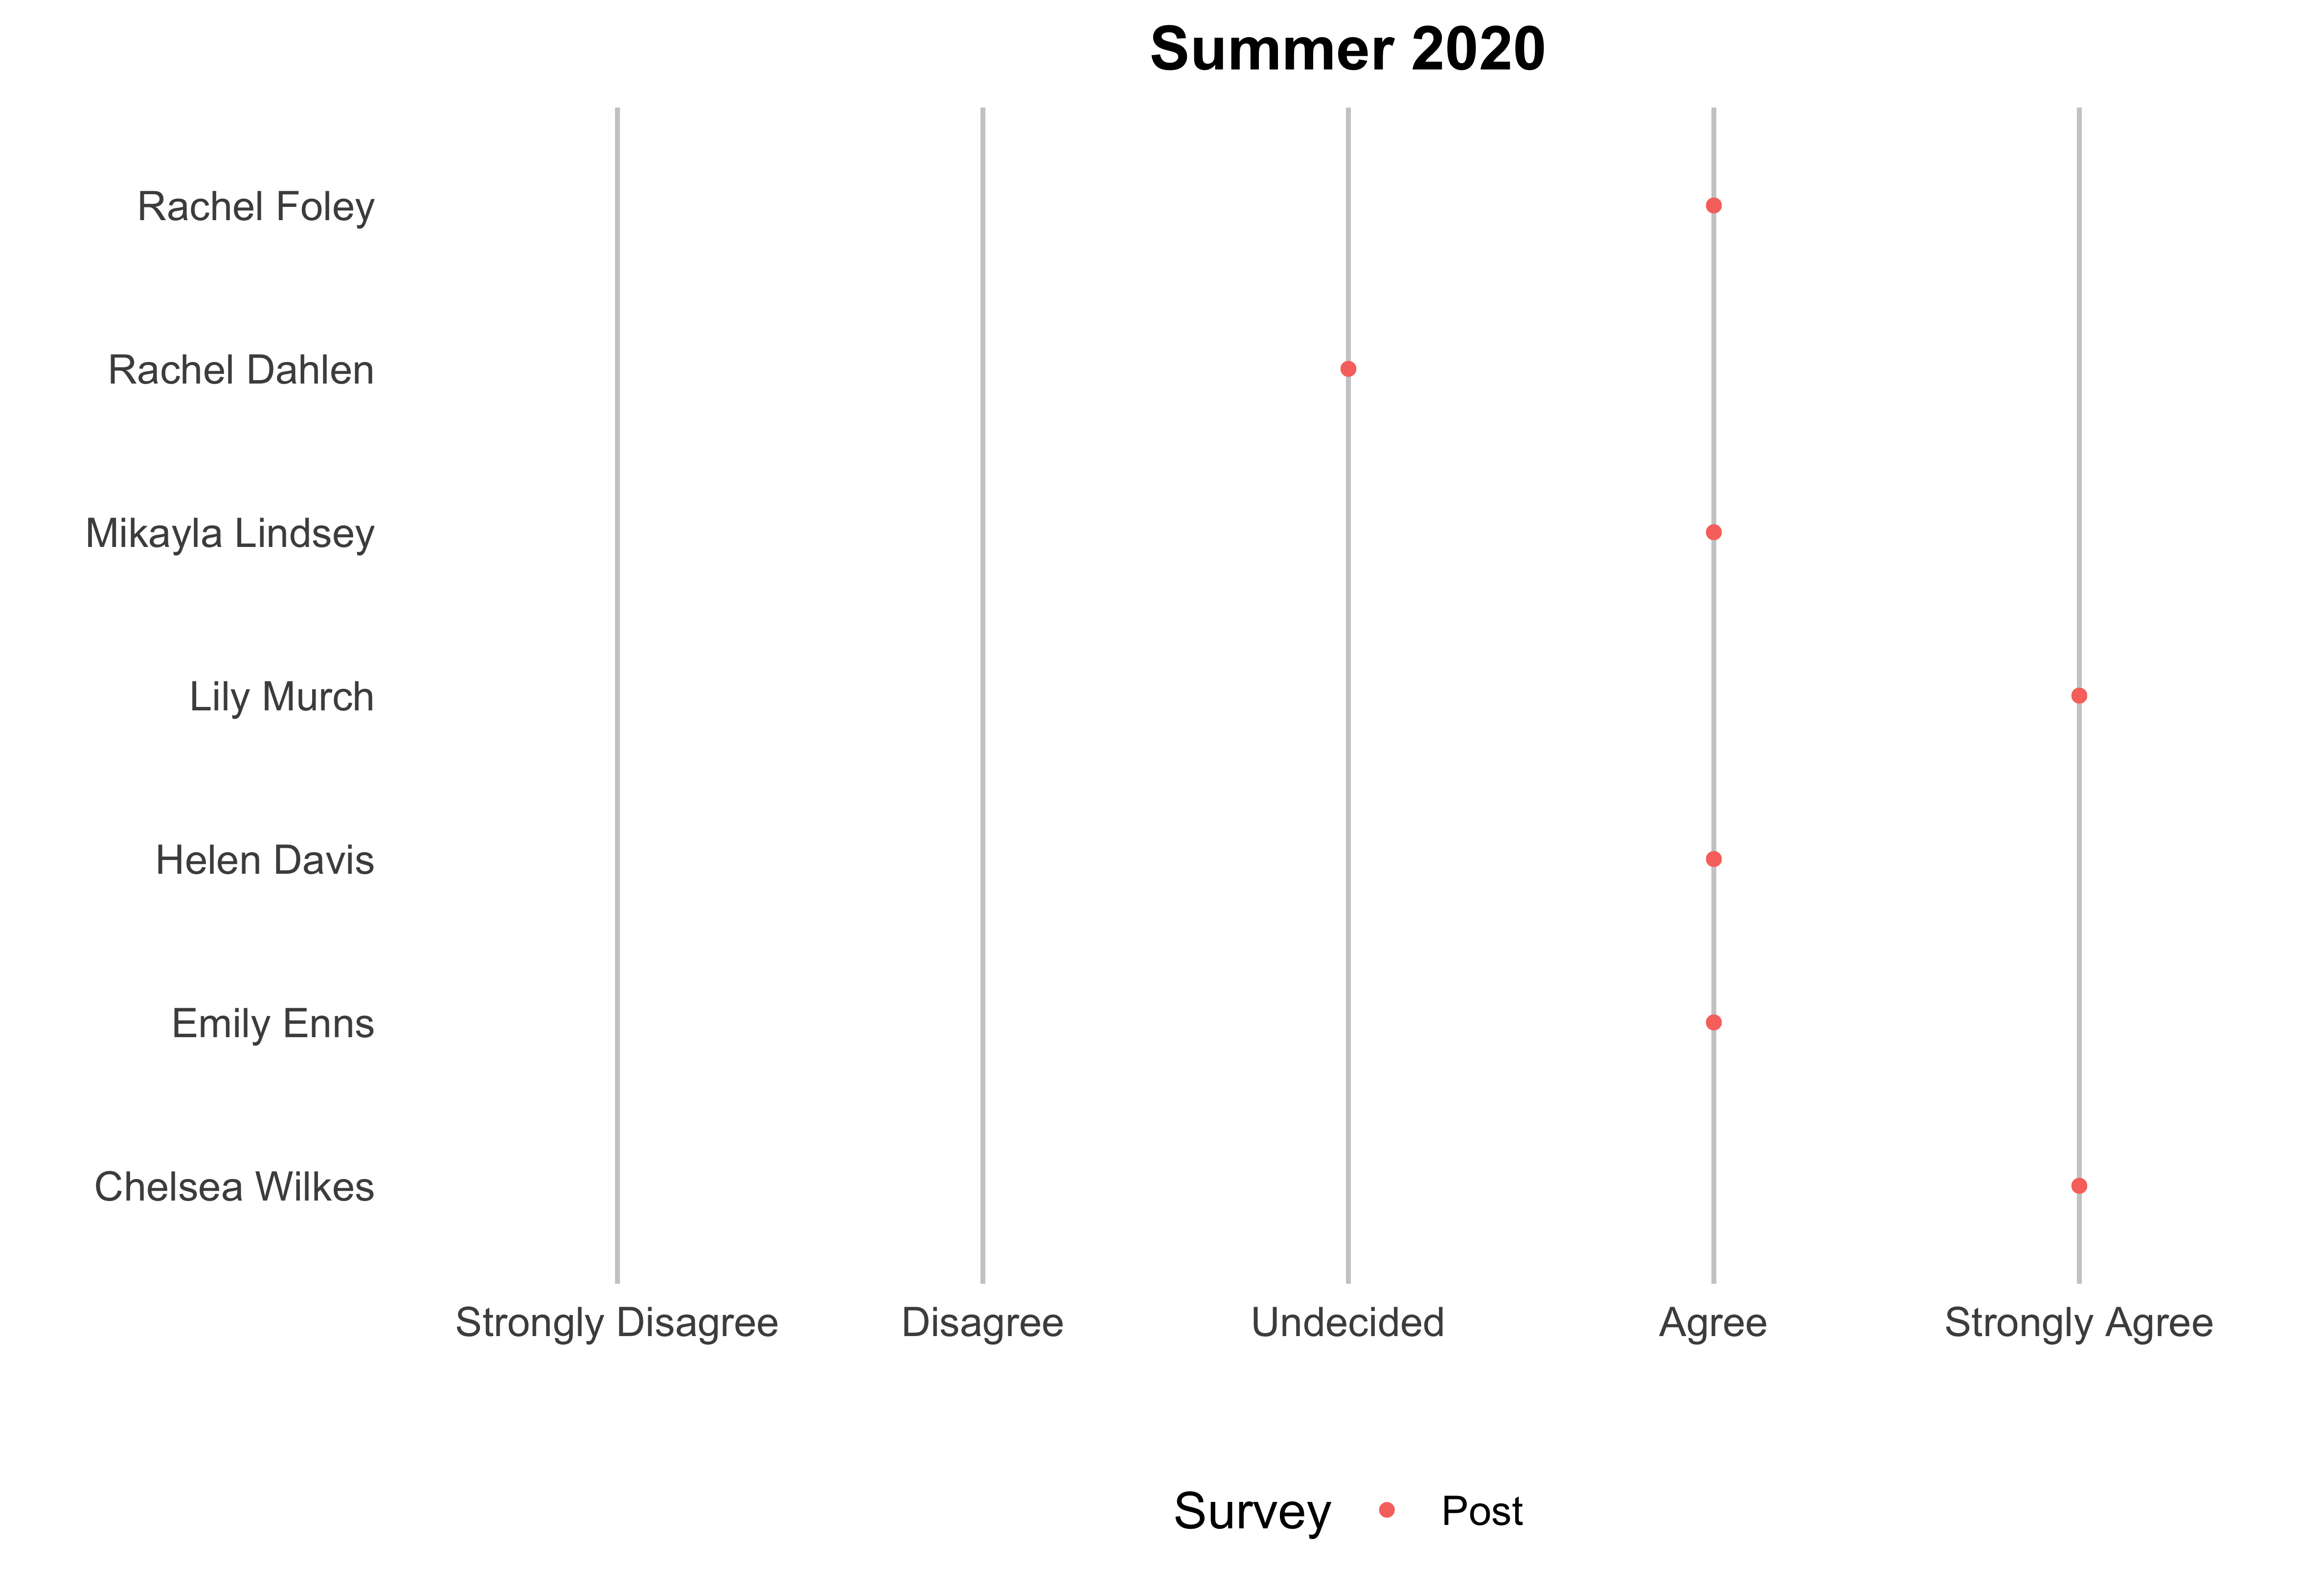 Summer 2020
Rachel Foley
Rachel Dahlen
Mikayla Lindsey
Lily Murch
Helen Davis
Emily Enns
Chelsea Wilkes
Strongly Disagree Disagree Undecided Agree Strongly Agree
Survey Post